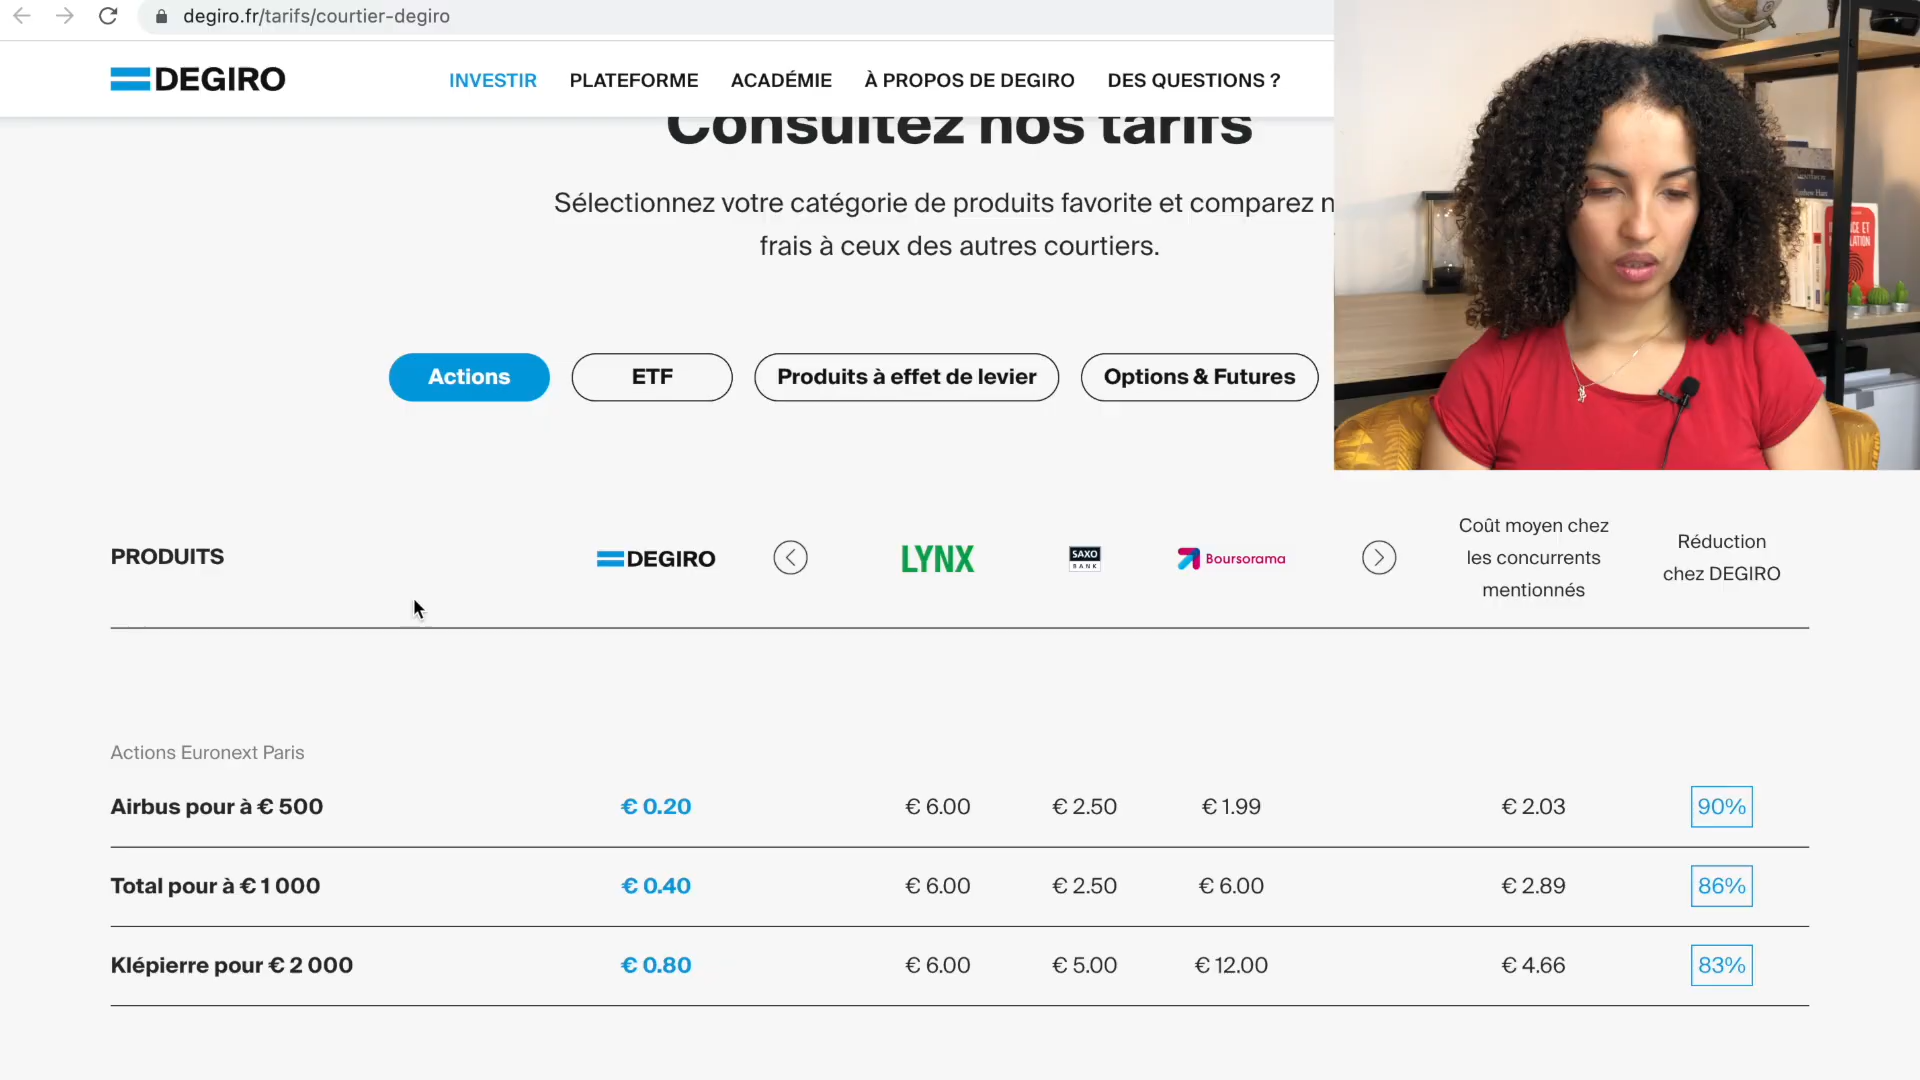 degiro.fr/tarifs/courtier-degiro
DEGIRO
INVESTIR
PLATEFORME
ACADÉMIE
À PROPOS DE DEGIRO
DES QUESTIONS ?
Consultez nos tarifs
Sélectionnez votre catégorie de produits favorite et comparez n
frais à ceux des autres courtiers.
Actions
ETF
Produits à effet de levier
Options & Futures
PRODUITS
DEGIRO
LYNX
SAXO
BANK
Boursorama
Coût moyen chez
les concurrents
mentionnés
Réduction
chez DEGIRO
Actions Euronext Paris
Airbus pour à € 500 € 0.20 € 6.00 € 2.50 € 1.99 € 2.03 90%
Total pour à € 1 000 € 0.40 € 6.00 € 2.50 € 6.00 € 2.89 86%
Klépierre pour € 2 000 € 0.80 € 6.00 € 5.00 € 12.00 € 4.66 83%